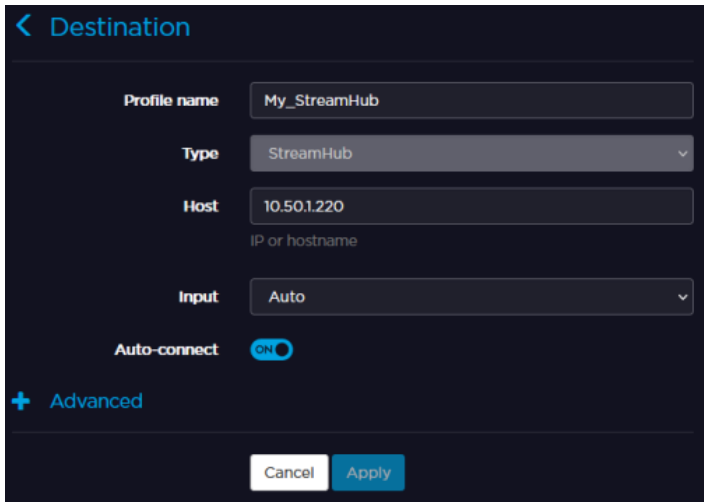 Destination
Profile name My_StreamHub
Type StreamHub
Host 10.50.1.220
IP or hostname
Input Auto
Auto-connect ON
Advanced
Cancel Apply